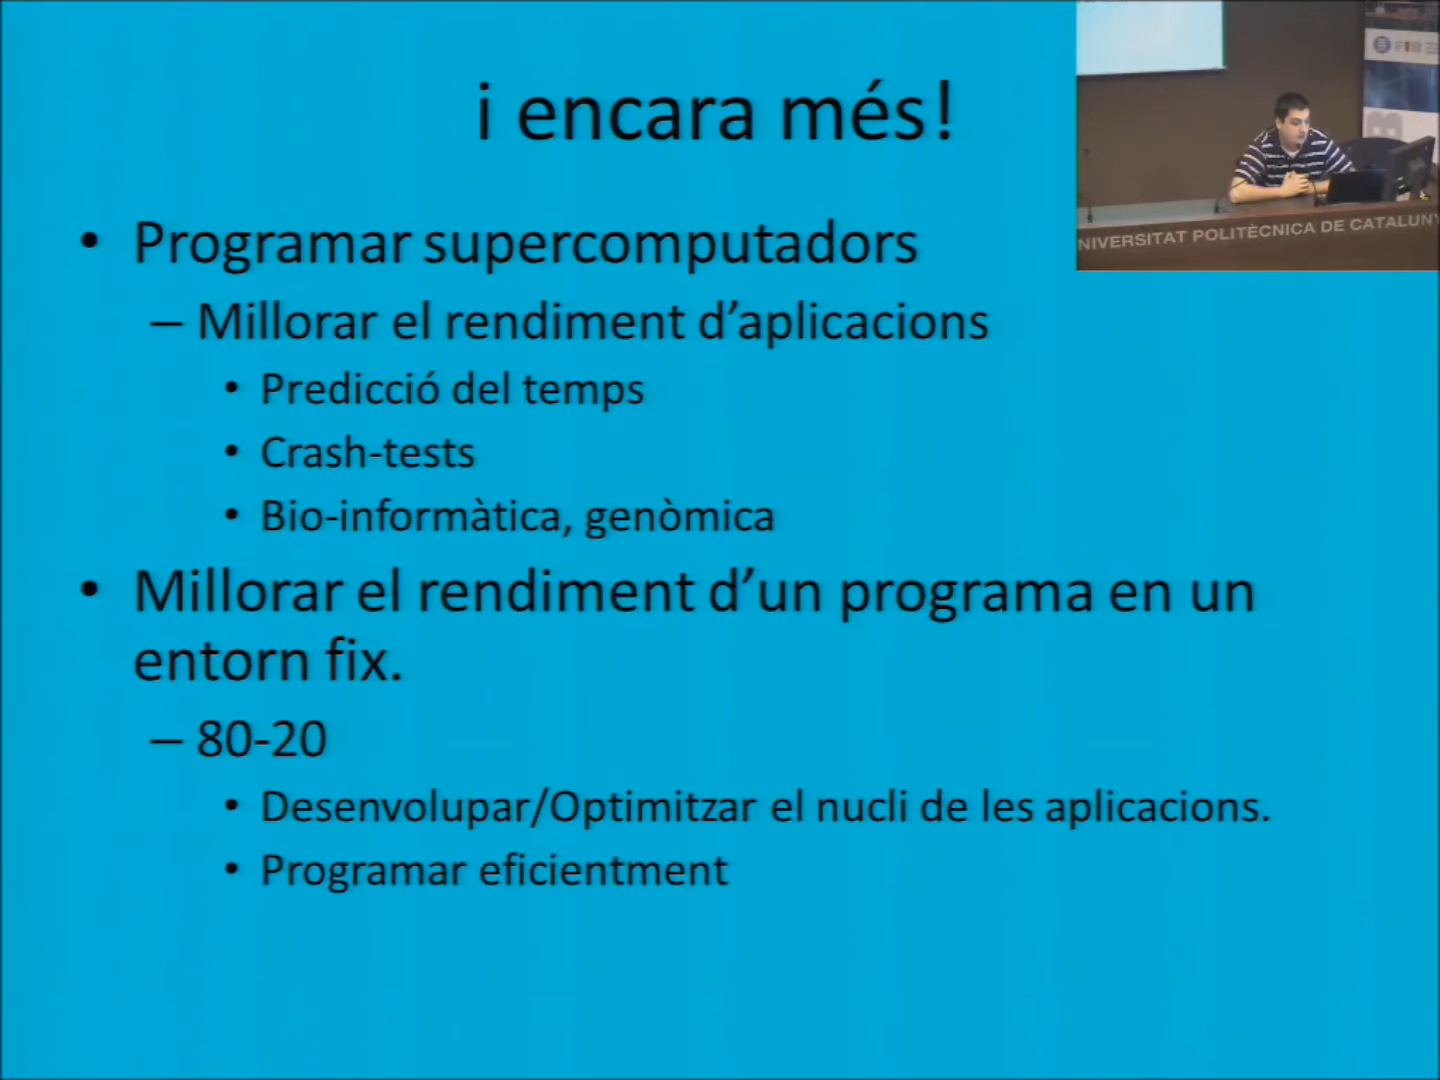 i encara més!
• Programar supercomputadors
– Millorar el rendiment d’aplicacions
• Predicció del temps
• Crash-tests
• Bio-informàtica, genòmica
• Millorar el rendiment d’un programa en un
entorn fix.
– 80-20
• Desenvolupar/Optimitzar el nucli de les aplicacions.
• Programar eficientment
NIVERSITAT POLITÈCNICA DE CATALUNY